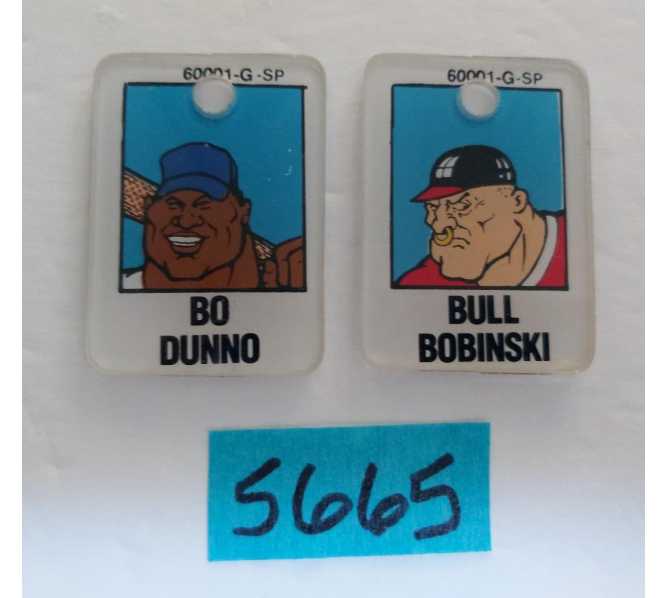 60001-G-SP
BO
DUNNO
60001-G-SP
BULL
BOBINSKI
5665